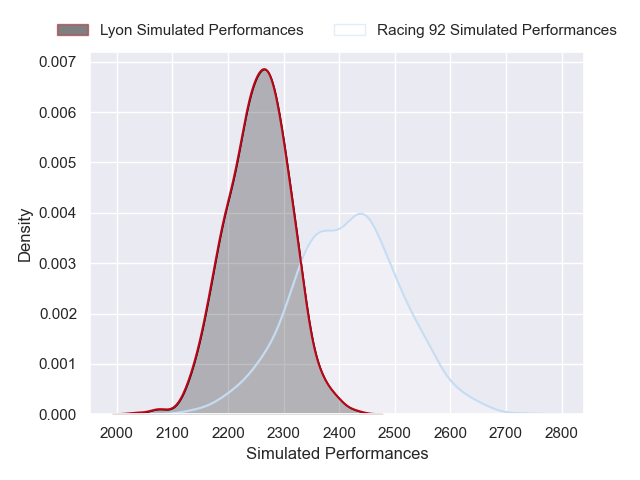 Lyon Simulated Performances
Racing 92 Simulated Performances
0.007
0.006
0.005
0.004
0.003
0.002
0.001
0.000
Density
2000 2100 2200 2300 2400 2500 2600 2700 2800
Simulated Performances